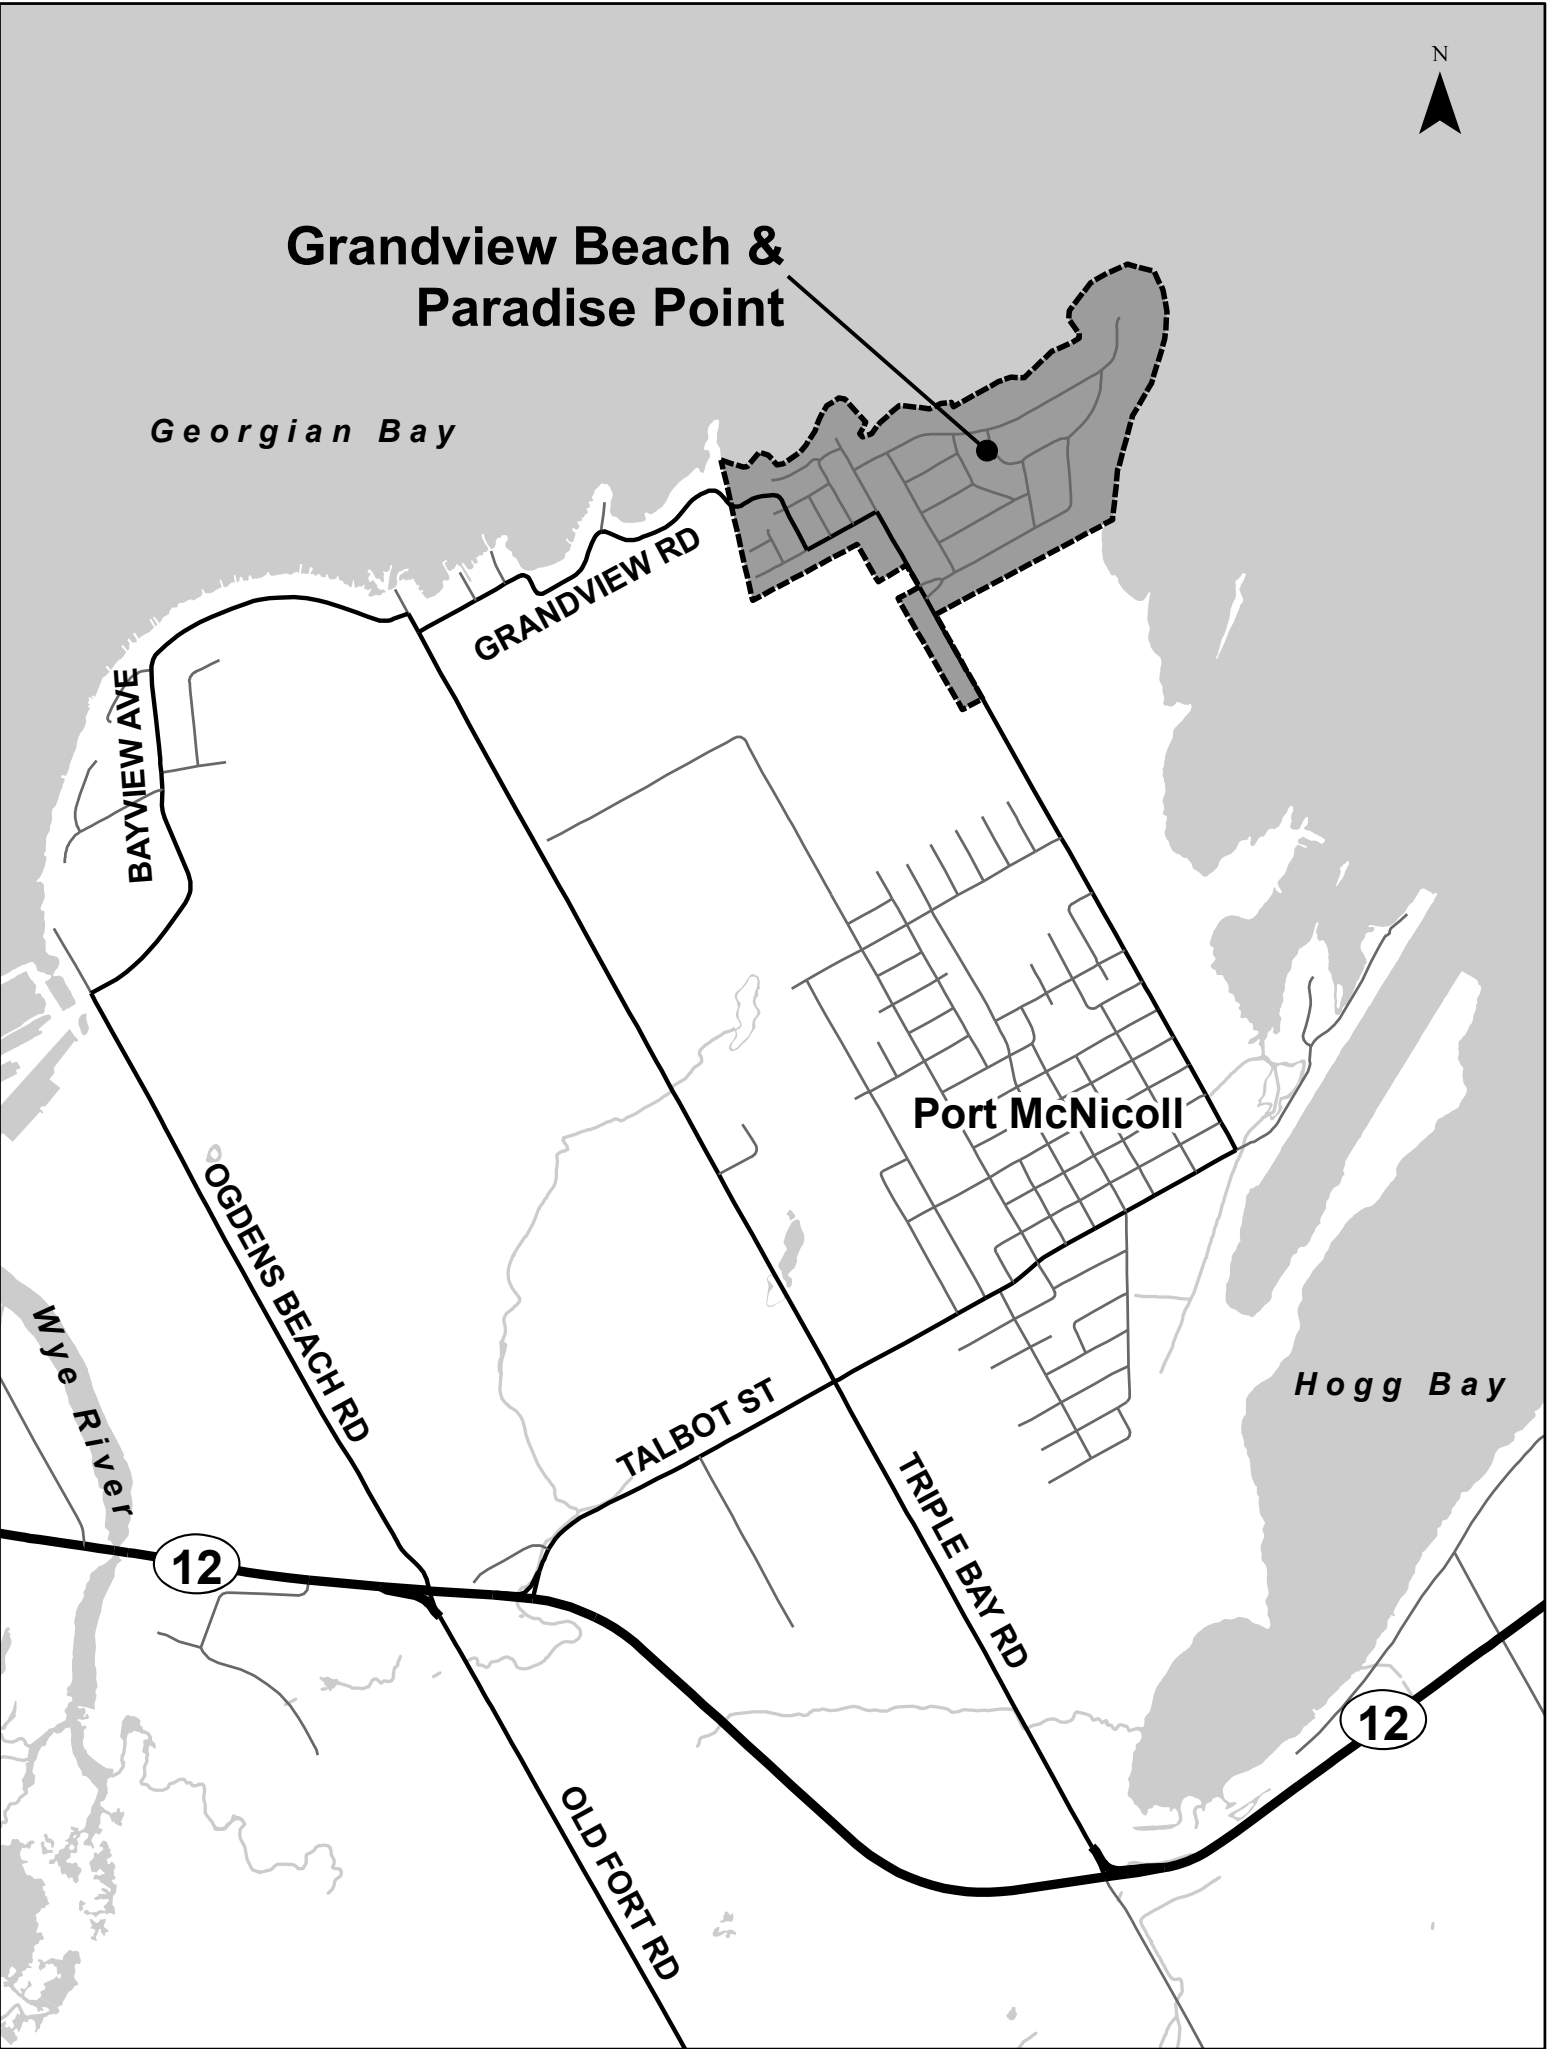 N
Grandview Beach &
Paradise Point
Georgian Bay
GRANDVIEW RD
BAYVIEW AVE
Port McNicoll
OGDENS BEACH RD
Wye River
Hogg Bay
TALBOT ST
TRIPLE BAY RD
12
12
OLD FORT RD